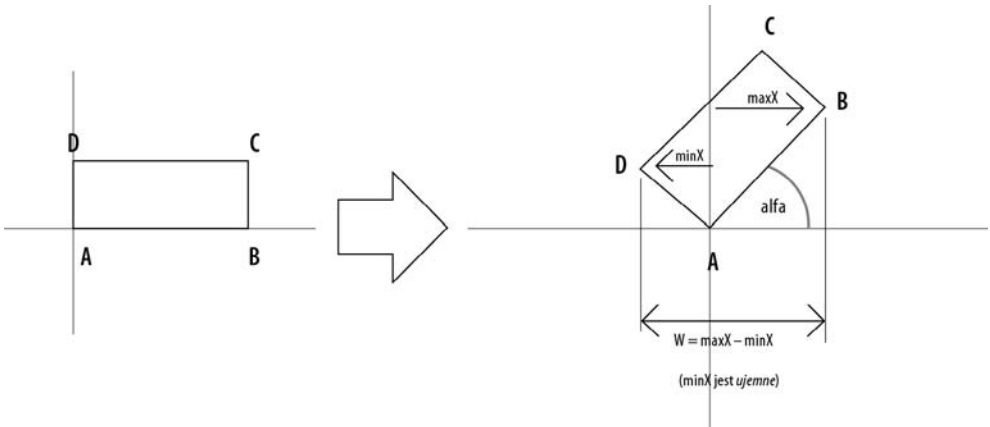 D
C
A
B
C
maxX
B
D
minX
alfa
A
W = maxX – minX
(minX jest ujemne)